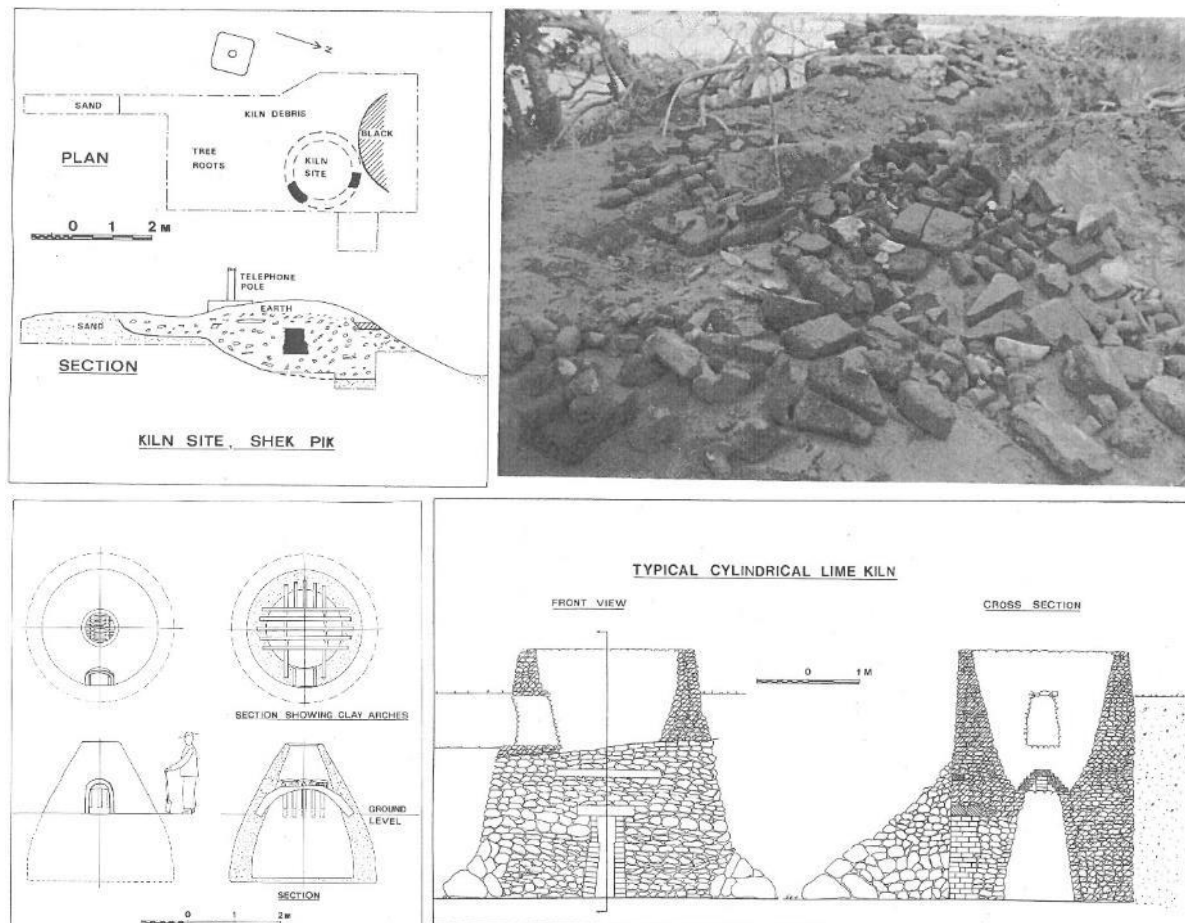 N
SAND
KILN DEBRIS
BLACK
PLAN
TREE
ROOTS
KILN
SITE
0 1 2 M
TELEPHONE
POLE
EARTH
SAND
SECTION
KILN SITE, SHEK PIK
SECTION SHOWING CLAY ARCHES
GROUND
LEVEL
SECTION
0 1 2 M
TYPICAL CYLINDRICAL LIME KILN
FRONT VIEW
CROSS SECTION
0 1 M